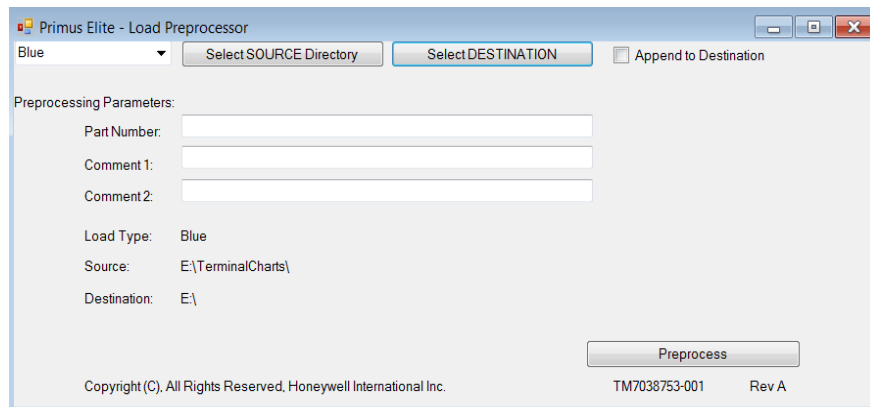 Primus Elite - Load Preprocessor
Blue Select SOURCE Directory Select DESTINATION Append to Destination
Preprocessing Parameters:
Part Number:
Comment 1:
Comment 2:
Load Type: Blue
Source: E:\TerminalCharts\
Destination: E:\
Preprocess
Copyright (C), All Rights Reserved, Honeywell International Inc. TM7038753-001 Rev A